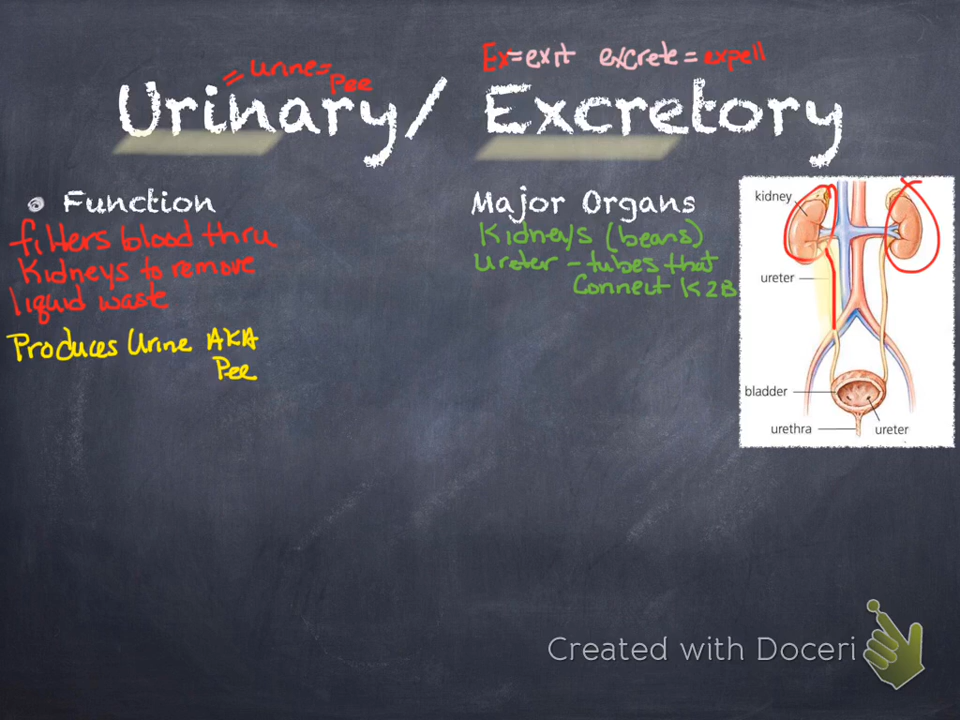 = Urine=
Pee
Ex=exit excrete = expell
Urinary/ Excretory
Function
filters blood thru
Kidneys to remove
liquid waste
Produces Urine AKA
Pee
Major Organs
Kidneys (beans)
Ureter - tubes that
Connect K2B
kidney
ureter
bladder
urethra
ureter
Created with Doceri